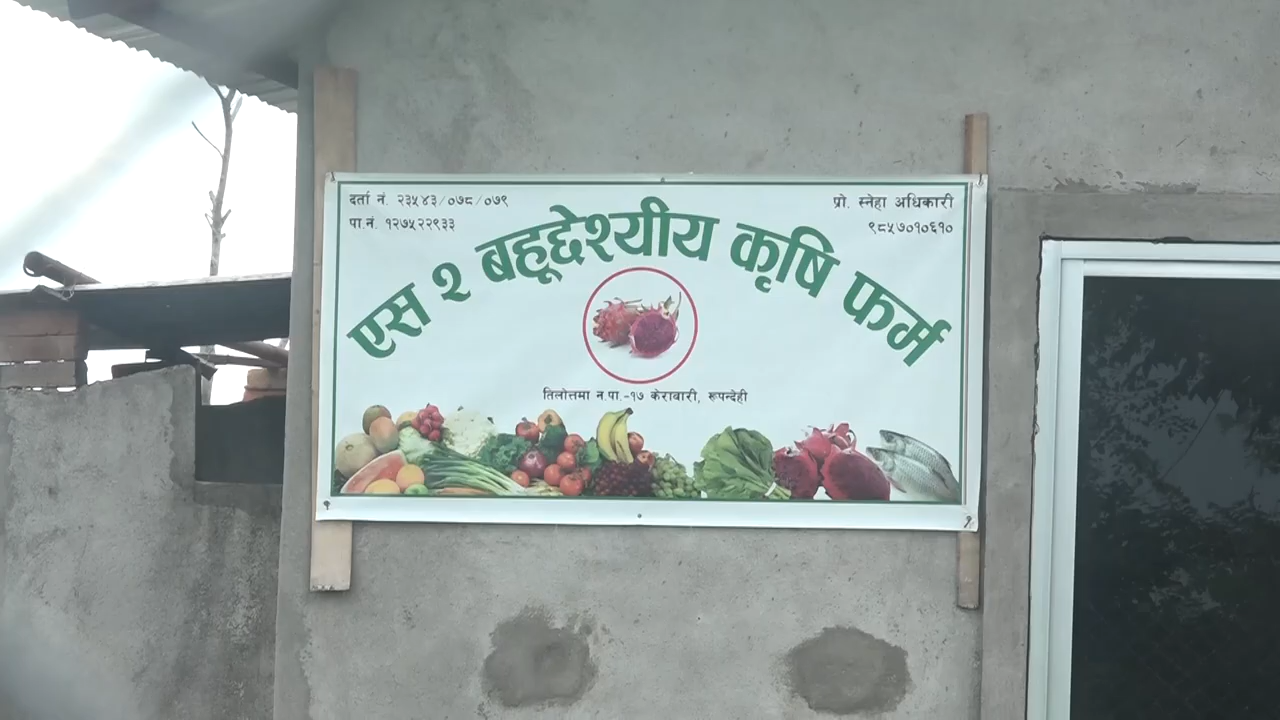 दर्ता नं. २३५४३/०७८/०७९
पा.नं. १२७५२२९३३
प्रो. स्नेहा अधिकारी
९८५७०१०६१०
एस २ बहूद्देश्यीय कृषि फर्म
तिलोत्तमा न.पा.-१७ केरावारी, रूपन्देही